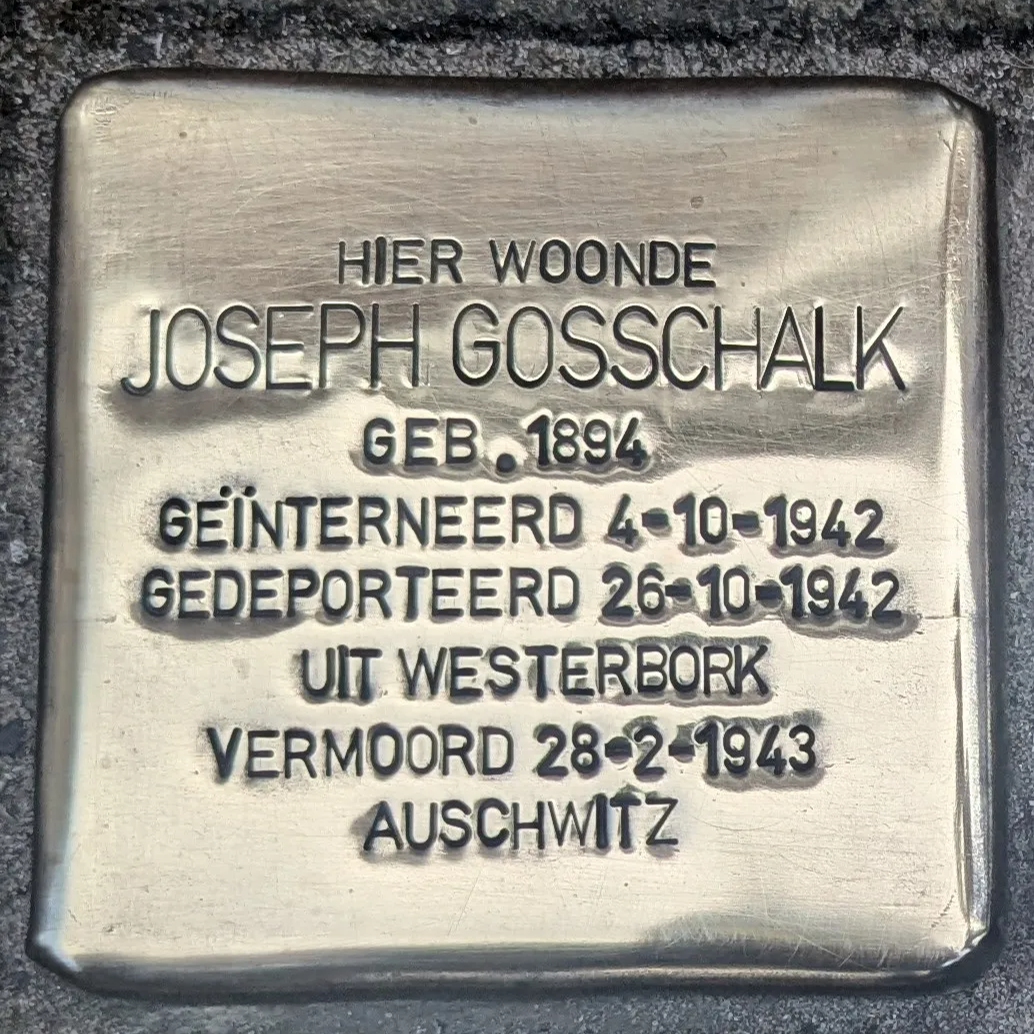 HIER WOONDE
JOSEPH GOSSCHALK
GEB. 1894
GEÏNTERNEERD 4-10-1942
GEDEPORTEERD 26-10-1942
UIT WESTERBORK
VERMOORD 28-2-1943
AUSCHWITZ